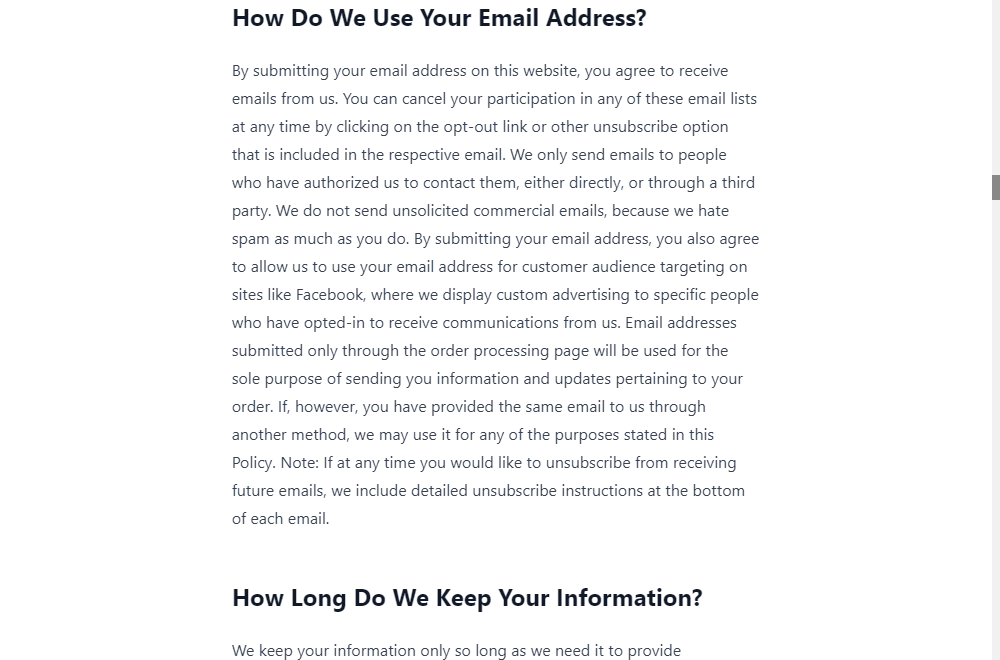 How Do We Use Your Email Address?
By submitting your email address on this website, you agree to receive
emails from us. You can cancel your participation in any of these email lists
at any time by clicking on the opt-out link or other unsubscribe option
that is included in the respective email. We only send emails to people
who have authorized us to contact them, either directly, or through a third
party. We do not send unsolicited commercial emails, because we hate
spam as much as you do. By submitting your email address, you also agree
to allow us to use your email address for customer audience targeting on
sites like Facebook, where we display custom advertising to specific people
who have opted-in to receive communications from us. Email addresses
submitted only through the order processing page will be used for the
sole purpose of sending you information and updates pertaining to your
order. If, however, you have provided the same email to us through
another method, we may use it for any of the purposes stated in this
Policy. Note: If at any time you would like to unsubscribe from receiving
future emails, we include detailed unsubscribe instructions at the bottom
of each email.
How Long Do We Keep Your Information?
We keep your information only so long as we need it to provide